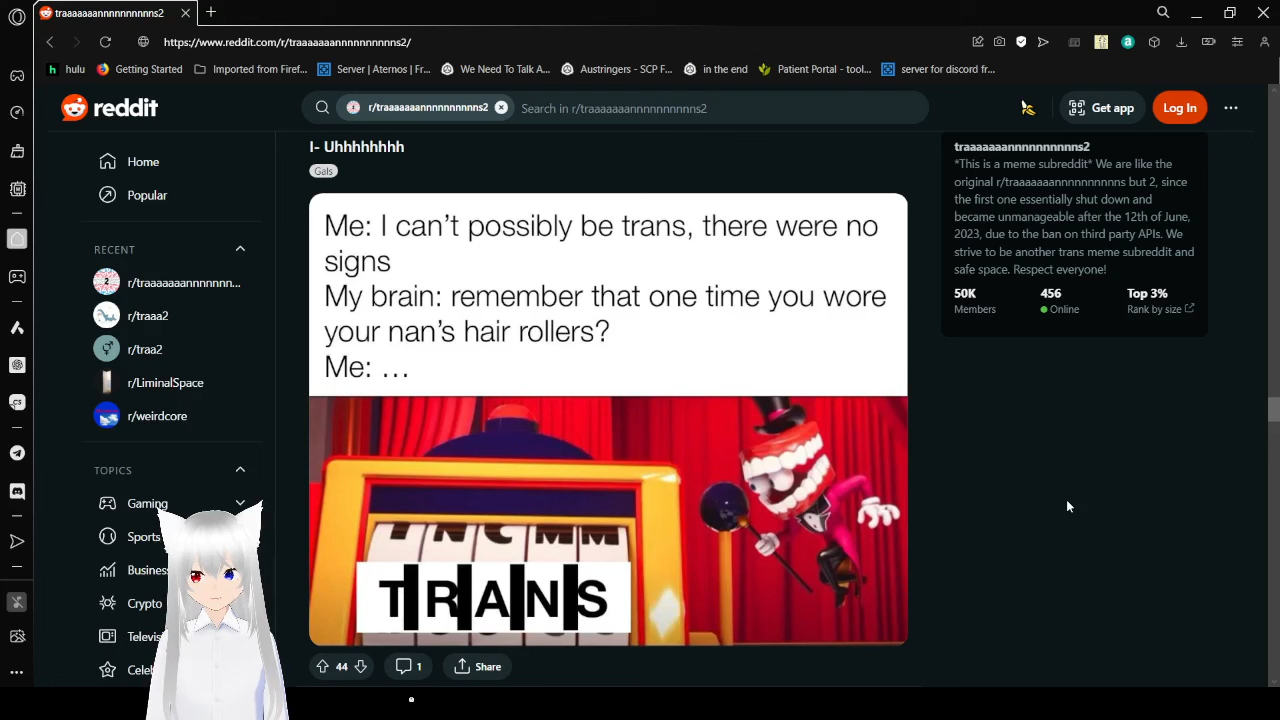 traaaaaaannnnnnnnnns2
https://www.reddit.com/r/traaaaaaannnnnnnnnns2/
hulu
Getting Started
Imported from Firef...
Server | Aternos | Fr...
We Need To Talk A...
Austringers - SCP F...
in the end
Patient Portal - tool...
server for discord fr...
reddit
r/traaaaaaannnnnnnnnns2
Search in r/traaaaaaannnnnnnnnns2
Get app
Log In
Home
Popular
RECENT
r/traaaaaaannnnnnn...
r/traaa2
r/traa2
r/LiminalSpace
r/weirdcore
TOPICS
Gaming
Sports
Busines
Crypto
Televis
Cele
I- Uhhhhhhhh
Gals
Me: I can't possibly be trans, there were no
signs
My brain: remember that one time you wore
your nan's hair rollers?
Me: …
TRANS
44
1
Share
traaaaaaannnnnnnnnns2
*This is a meme subreddit* We are like the
original r/traaaaaaannnnnnnnnns but 2, since
the first one essentially shut down and
became unmanageable after the 12th of June,
2023, due to the ban on third party APIs. We
strive to be another trans meme subreddit and
safe space. Respect everyone!
50K
456
Top 3%
Members
Online
Rank by size